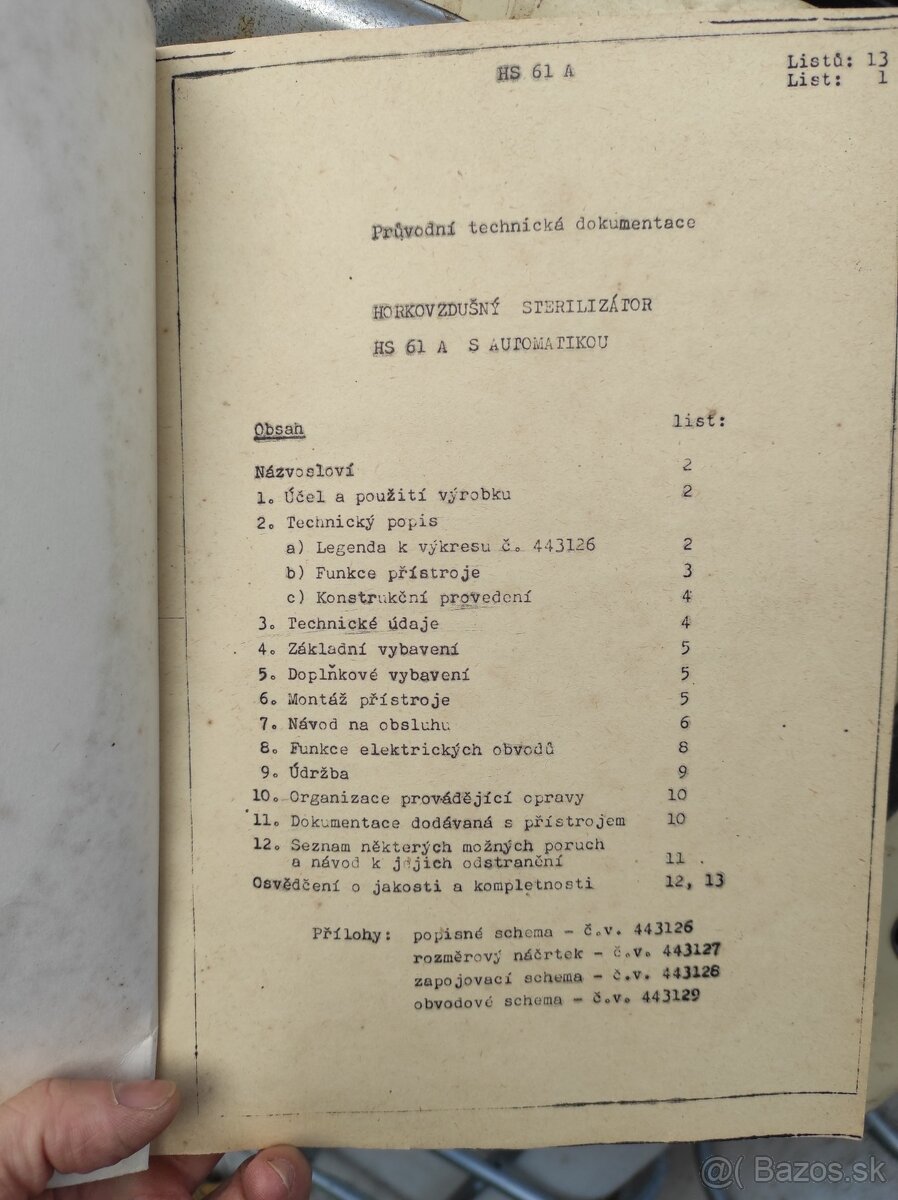 HS 61 A
Listů: 13
List: 1
Průvodní technická dokumentace
HORKOVZDUŠNÝ STERILIZÁTOR
HS 61 A S AUTOMATIKOU
Obsah list:
Názvosloví 2
1. Účel a použití výrobku 2
2. Technický popis
a) Legenda k výkresu č. 443126 2
b) Funkce přístroje 3
c) Konstrukční provedení 4
3. Technické údaje 4
4. Základní vybavení 5
5. Doplňkové vybavení 5
6. Montáž přístroje 5
7. Návod na obsluhu 6
8. Funkce elektrických obvodů 8
9. Údržba 9
10. Organizace provádějící opravy 10
11. Dokumentace dodávaná s přístrojem 10
12. Seznam některých možných poruch
a návod k jejich odstranění 11
Osvědčení o jakosti a kompletnosti 12, 13
Přílohy: popisné schema - č.v. 443126
rozměrový náčrtek - č.v. 443127
zapojovací schema - č.v. 443128
obvodové schema - č.v. 443129
@( Bazos.sk